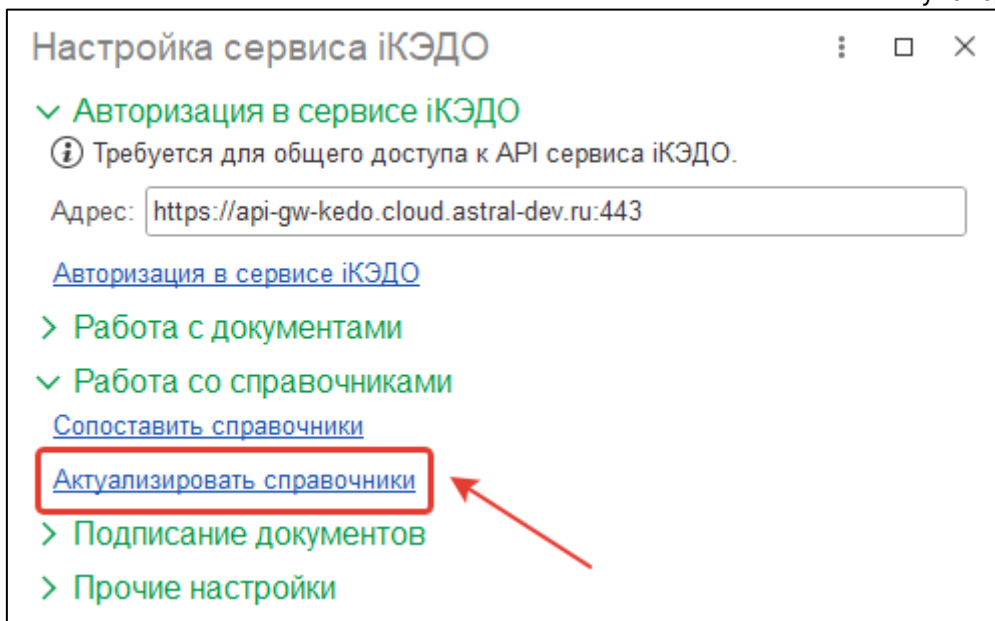 Настройка сервиса iКЭДО
Авторизация в сервисе iКЭДО
Требуется для общего доступа к API сервиса iКЭДО.
Адрес: https://api-gw-kedo.cloud.astral-dev.ru:443
Авторизация в сервисе iКЭДО
Работа с документами
Работа со справочниками
Сопоставить справочники
Актуализировать справочники
Подписание документов
Прочие настройки